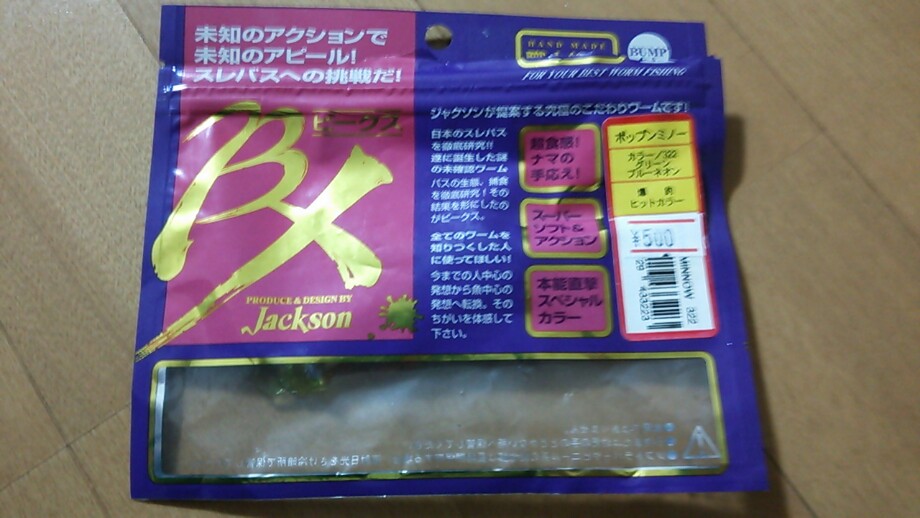 未知のアクションで
未知のアピール!
スレバスへの挑戦だ!
HAND MADE
BUMP
FOR YOUR BEST WORM FISHING
BX
ビークス
PRODUCE & DESIGN BY
Jackson
ジャクソンが提案する究極のこだわりワームです!
日本のスレバス
を徹底研究!!
遂に誕生した謎
の未確認ワーム
バスの生態、捕食
を徹底研究!その
結果を形にしたの
がビークス。
全てのワームを
知りつくした人
に使ってほしい!
今までの人中心の
発想から魚中心の
発想へ転換。その
ちがいを体感して
下さい。
超食感!
ナマの
手応え!
スーパー
ソフト&
アクション
本能直撃
スペシャル
カラー
ポップンミノー
カラー/322
グリーン
ブルーネオン
爆釣
ヒットカラー
500
MINNOW 322